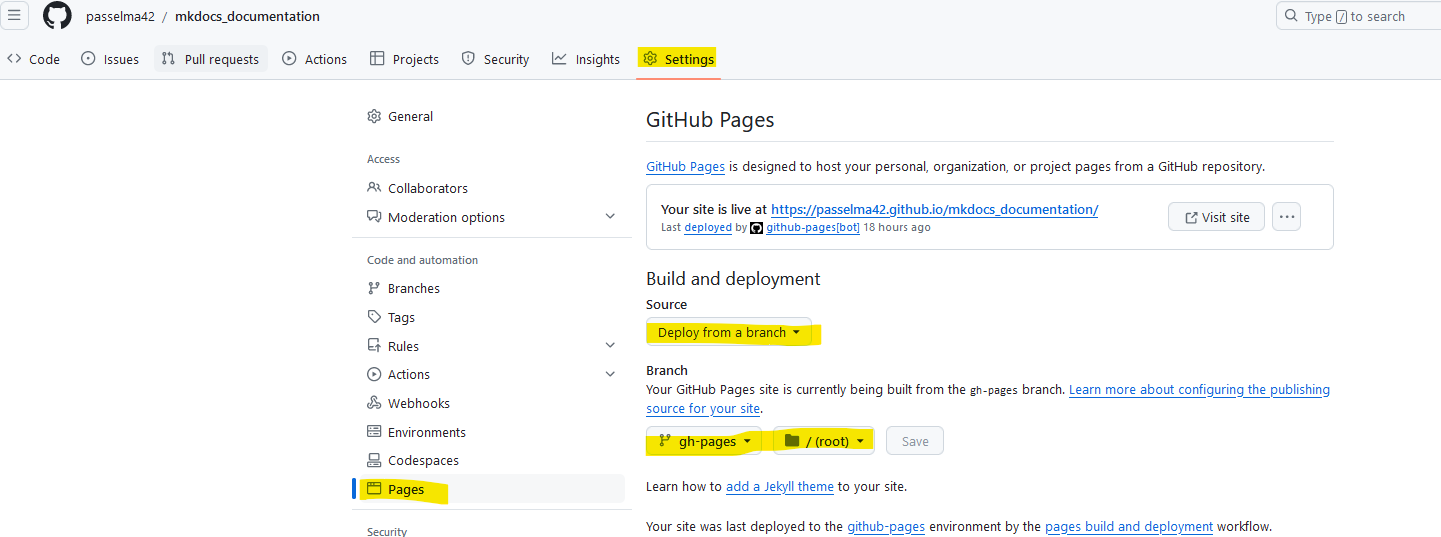 passelma42 / mkdocs_documentation
Type / to search
Code Issues Pull requests Actions Projects Security Insights Settings
General
Access
Collaborators
Moderation options
Code and automation
Branches
Tags
Rules
Actions
Webhooks
Environments
Codespaces
Pages
Security
GitHub Pages
GitHub Pages is designed to host your personal, organization, or project pages from a GitHub repository.
Your site is live at https://passelma42.github.io/mkdocs_documentation/
Last deployed by github-pages[bot] 18 hours ago
Visit site
Build and deployment
Source
Deploy from a branch
Branch
Your GitHub Pages site is currently being built from the gh-pages branch. Learn more about configuring the publishing
source for your site.
gh-pages / (root) Save
Learn how to add a Jekyll theme to your site.
Your site was last deployed to the github-pages environment by the pages build and deployment workflow.